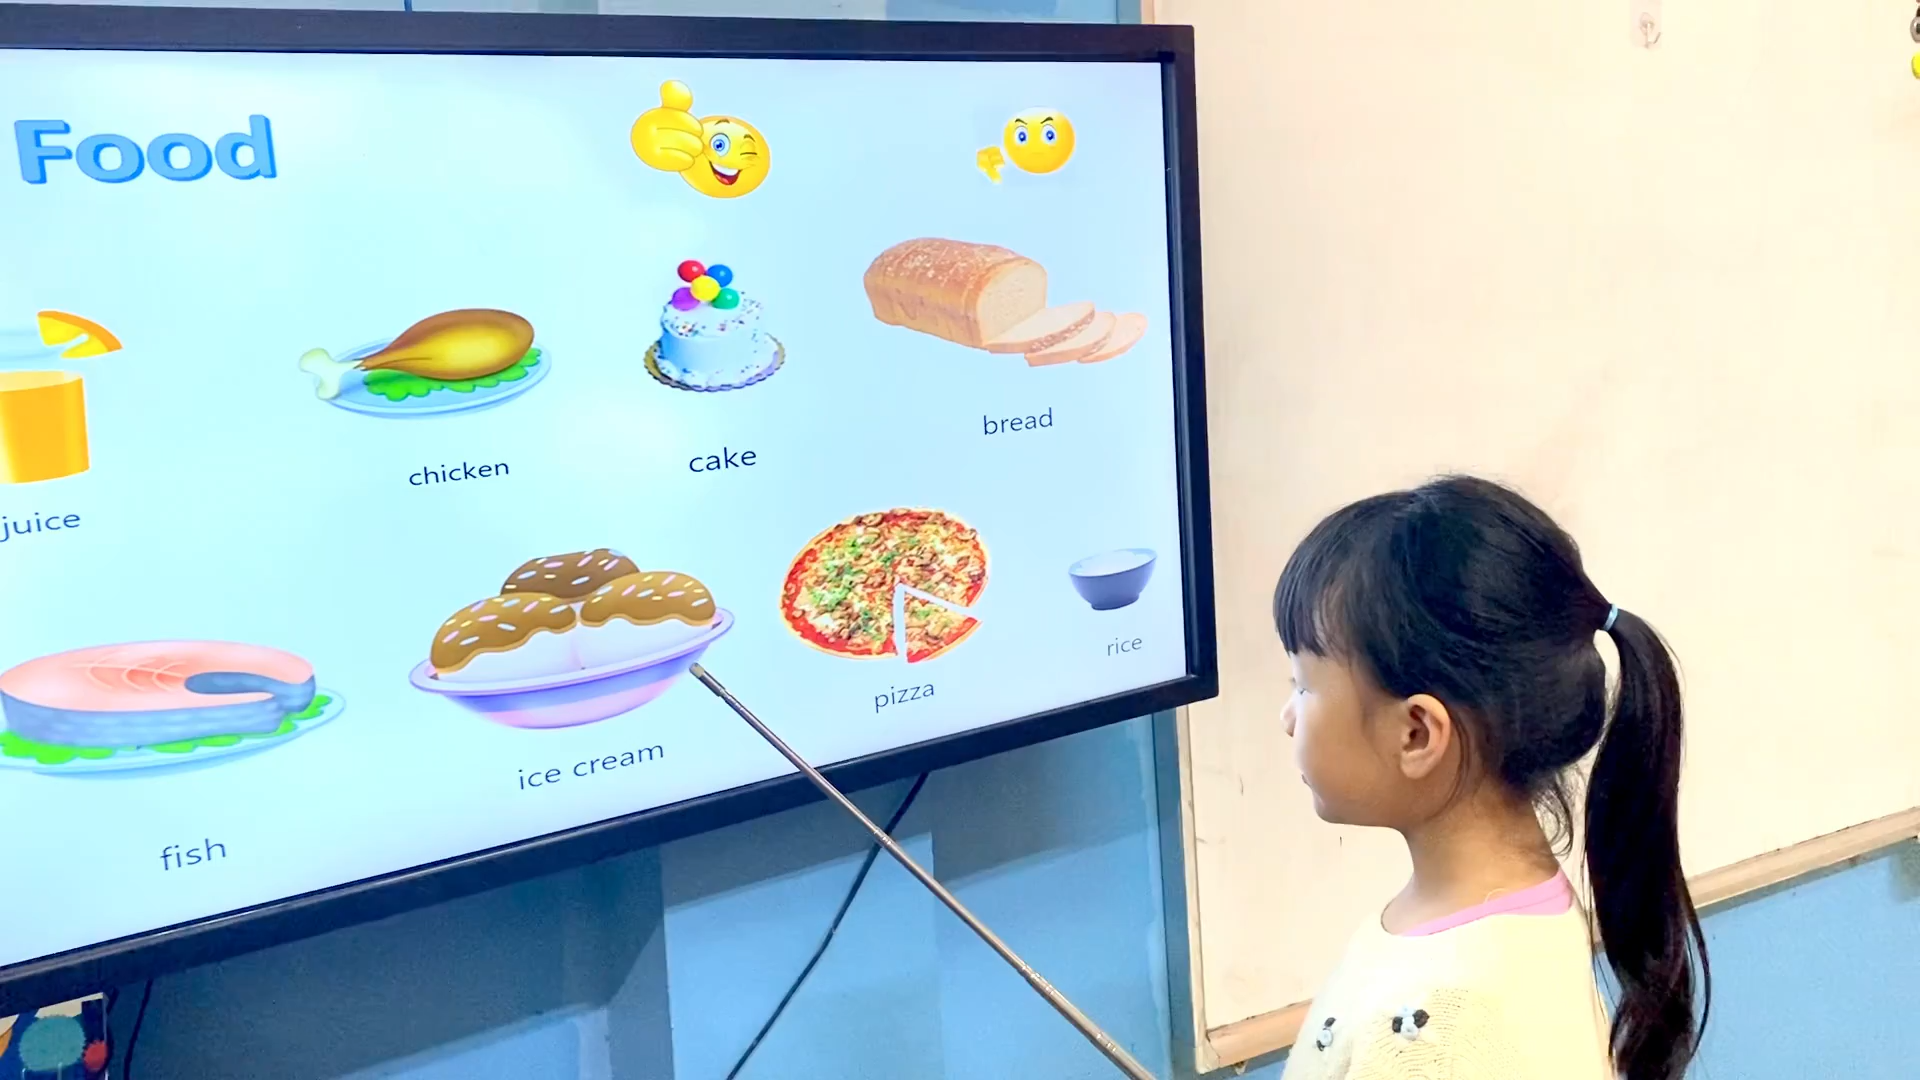 Food
juice
chicken
cake
bread
fish
ice cream
pizza
rice